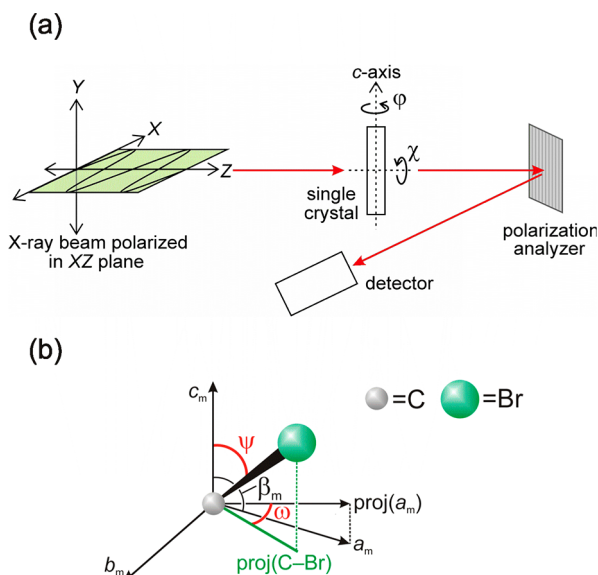 (a)
Y
X
Z
X-ray beam polarized
in XZ plane
c-axis
φ
χ
single
crystal
polarization
analyzer
detector
(b)
cm
ψ
βm
ω
proj(am)
am
bm
proj(C–Br)
=C
=Br